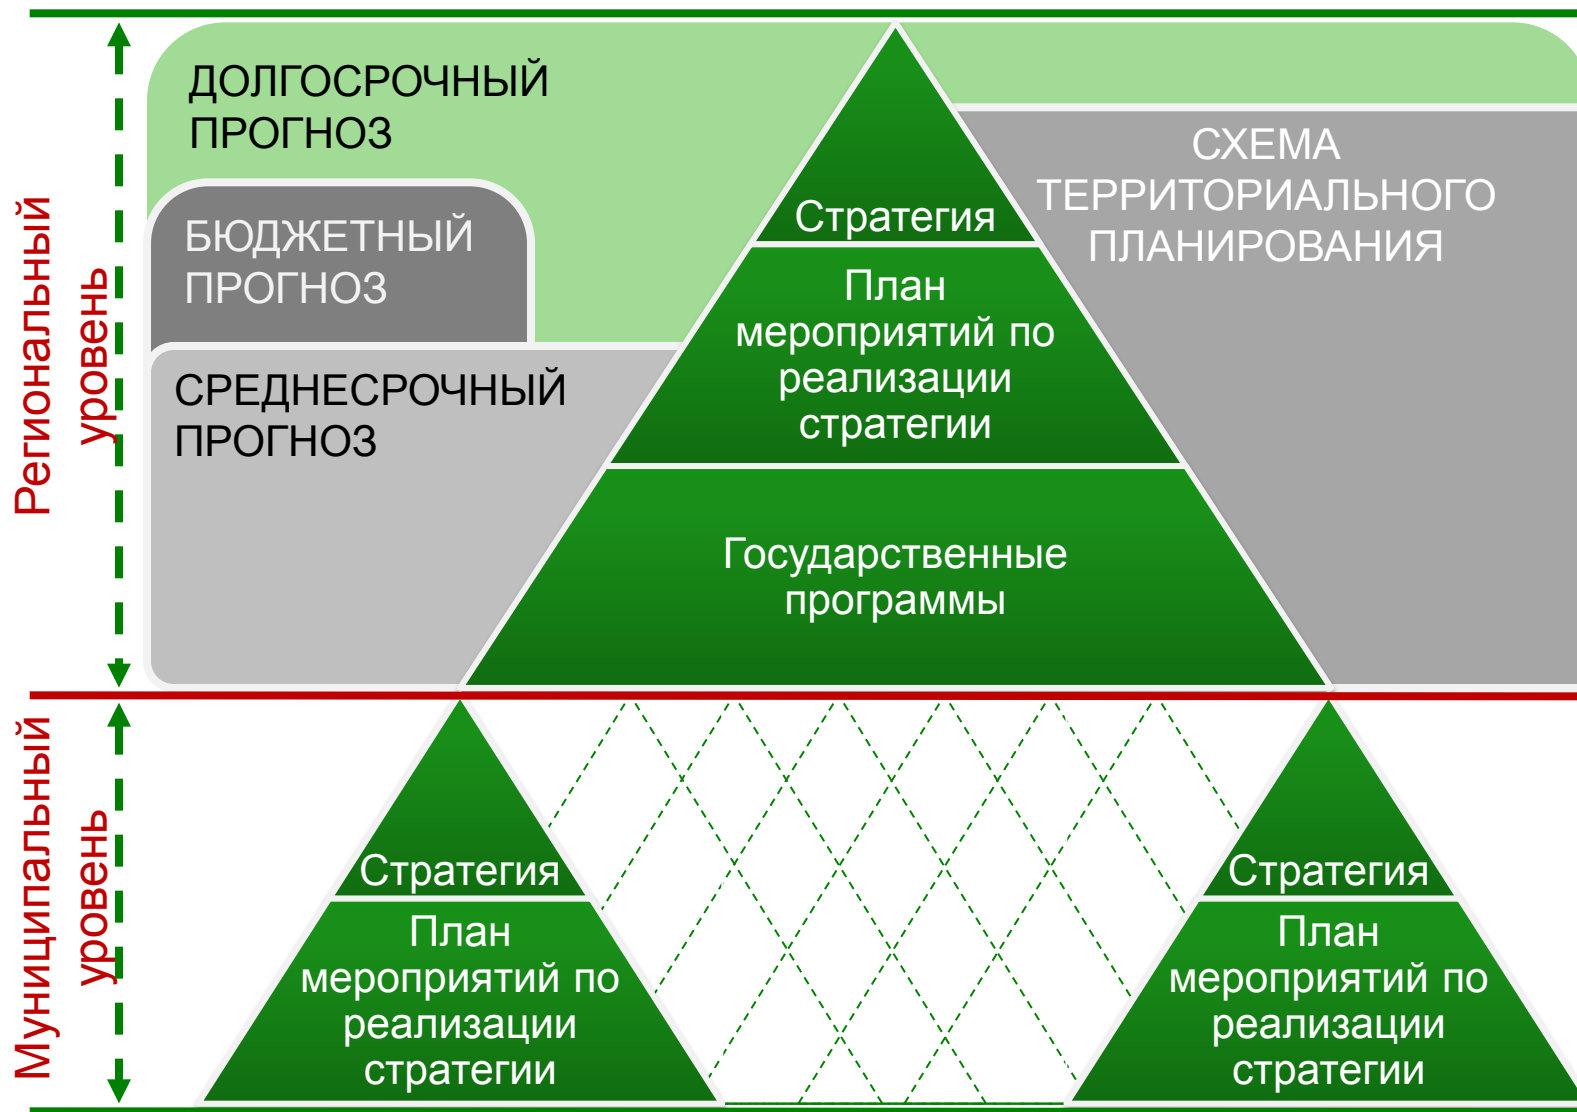 Региональный
уровень
ДОЛГОСРОЧНЫЙ
ПРОГНОЗ
БЮДЖЕТНЫЙ
ПРОГНОЗ
СРЕДНЕСРОЧНЫЙ
ПРОГНОЗ
Стратегия
План
мероприятий по
реализации
стратегии
Государственные
программы
СХЕМА
ТЕРРИТОРИАЛЬНОГО
ПЛАНИРОВАНИЯ
Муниципальный
уровень
Стратегия
План
мероприятий по
реализации
стратегии
Стратегия
План
мероприятий по
реализации
стратегии